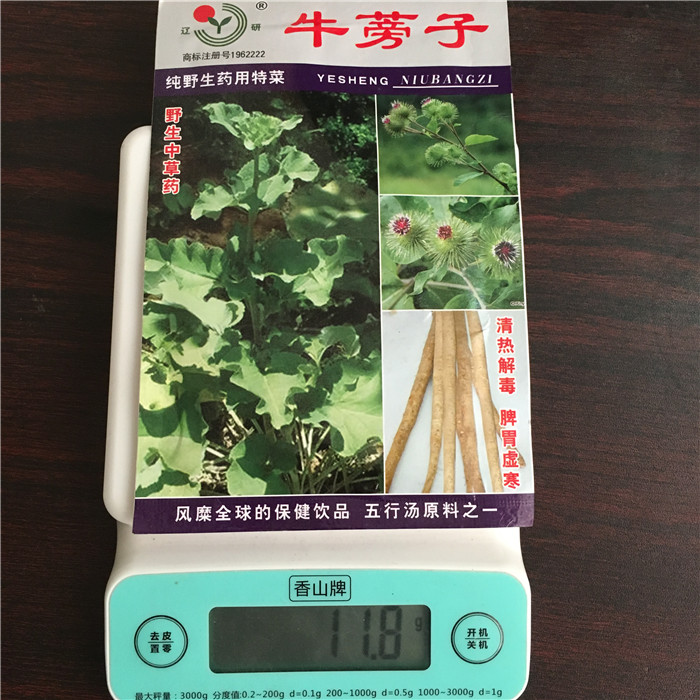 辽 研 ®
商标注册号1962222
牛蒡子
纯野生药用特菜 YESHENG NIUBANGZI
野生中草药
清热解毒 脾胃虚寒
风糜全球的保健饮品 五行汤原料之一
香山牌
去皮
置零
11.8 g
开机
关机
最大秤量：3000g 分度值:0.2~200g d=0.1g 200~1000g d=0.5g 1000~3000g d=1g